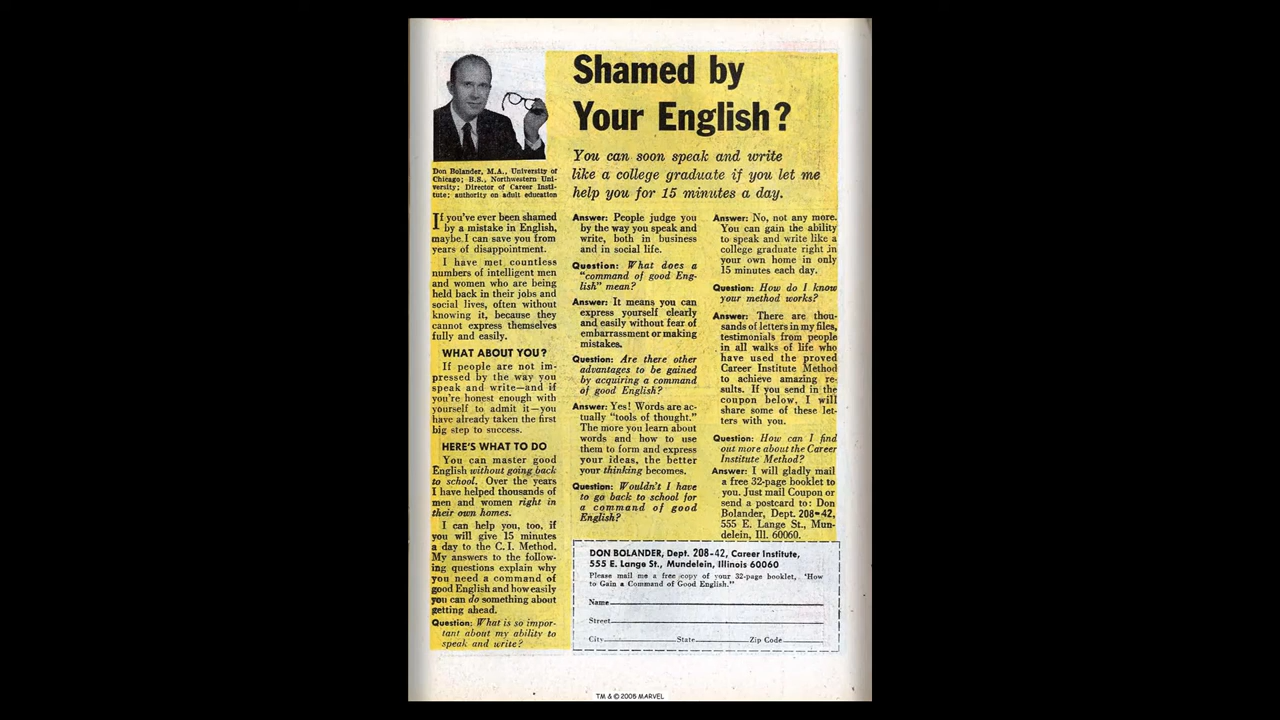 Shamed by
Your English?
You can soon speak and write
like a college graduate if you let me
help you for 15 minutes a day.
Don Bolander, M.A., University of
Chicago; B.S., Northwestern Uni-
versity; Director of Career Insti-
tute; authority on adult education
If you've ever been shamed
by a mistake in English,
maybe I can save you from
years of disappointment.
I have met countless
numbers of intelligent men
and women who are being
held back in their jobs and
social lives, often without
knowing it, because they
cannot express themselves
fully and easily.
WHAT ABOUT YOU?
If people are not im-
pressed by the way you
speak and write—and if
you're honest enough with
yourself to admit it—you
have already taken the first
big step to success.
HERE'S WHAT TO DO
You can master good
English without going back
to school. Over the years
I have helped thousands of
men and women right in
their own homes.
I can help you, too, if
you will give 15 minutes
a day to the C.I. Method.
My answers to the follow-
ing questions explain why
you need a command of
good English and how easily
you can do something about
getting ahead.
Question: What is so impor-
tant about my ability to
speak and write?
Answer: People judge you
by the way you speak and
write, both in business
and in social life.
Question: What does a
"command of good Eng-
lish" mean?
Answer: It means you can
express yourself clearly
and easily without fear of
embarrassment or making
mistakes.
Question: Are there other
advantages to be gained
by acquiring a command
of good English?
Answer: Yes! Words are ac-
tually "tools of thought."
The more you learn about
words and how to use
them to form and express
your ideas, the better
your thinking becomes.
Question: Wouldn't I have
to go back to school for
a command of good
English?
Answer: No, not any more.
You can gain the ability
to speak and write like a
college graduate right in
your own home in only
15 minutes each day.
Question: How do I know
your method works?
Answer: There are thou-
sands of letters in my files,
testimonials from people
in all walks of life who
have used the proved
Career Institute Method
to achieve amazing re-
sults. If you send in the
coupon below, I will
share some of these let-
ters with you.
Question: How can I find
out more about the Career
Institute Method?
Answer: I will gladly mail
a free 32-page booklet to
you. Just mail Coupon or
send a postcard to: Don
Bolander, Dept. 208-42,
555 E. Lange St., Mun-
delein, Ill. 60060.
DON BOLANDER, Dept. 208-42, Career Institute,
555 E. Lange St., Mundelein, Illinois 60060
Please mail me a free copy of your 32-page booklet, "How
to Gain a Command of Good English."
Name
Street
City State Zip Code
TM & © 2005 MARVEL